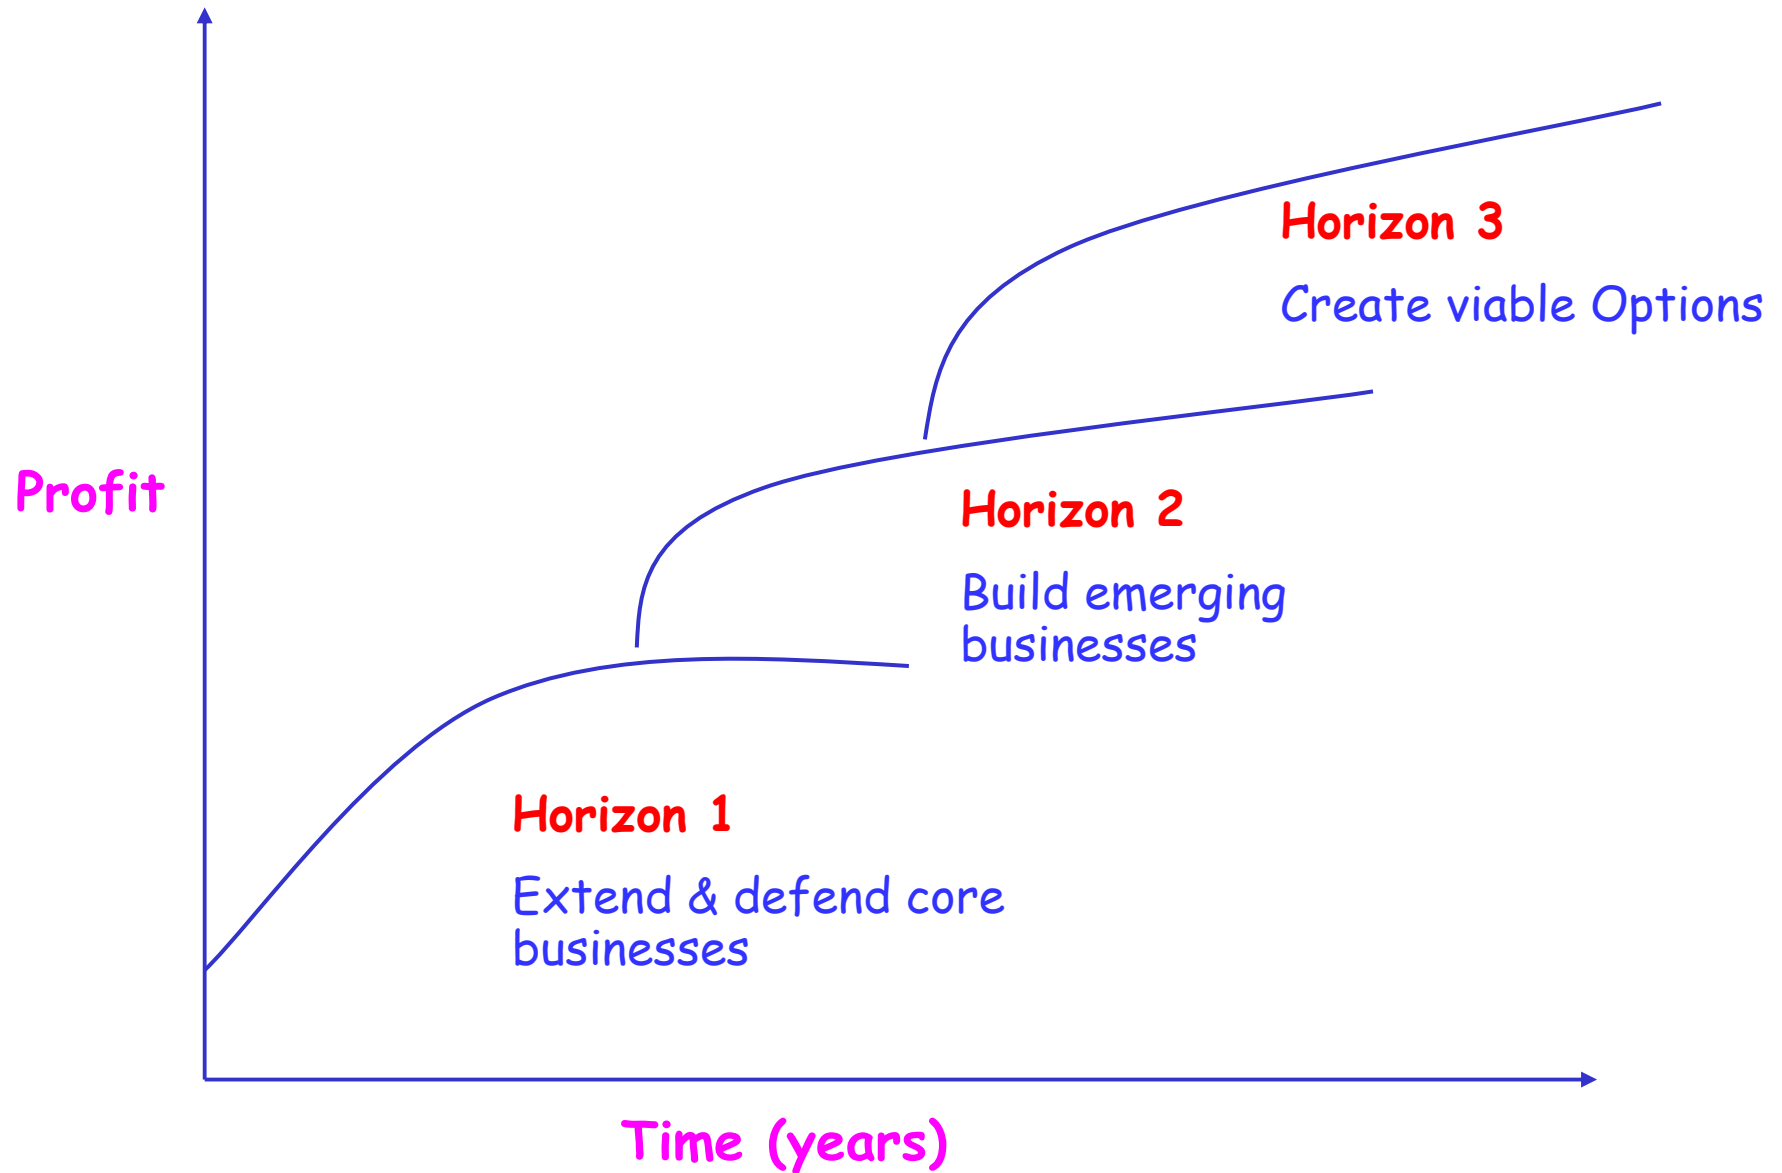 Horizon 3
Create viable Options
Profit
Horizon 2
Build emerging
businesses
Horizon 1
Extend & defend core
businesses
Time (years)